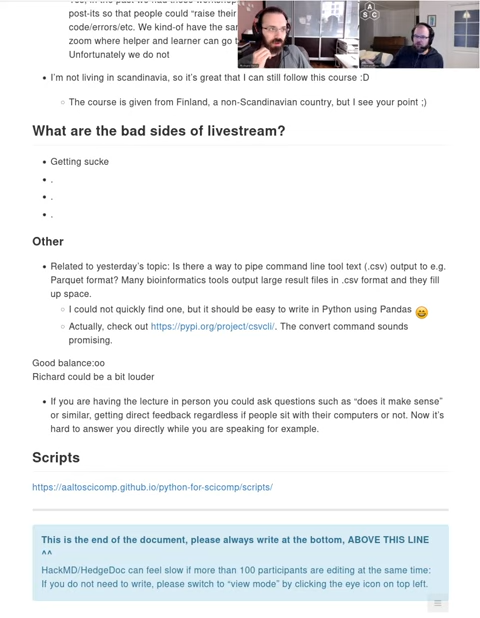 Yes, in the past we had these
post-its so that people could “raise their
code/errors/etc. We kind-of have the
zoom where helper and learner can go t
Unfortunately we do not
A
S C
• I’m not living in scandinavia, so it’s great that I can still follow this course :D
◦ The course is given from Finland, a non-Scandinavian country, but I see your point ;)
What are the bad sides of livestream?
• Getting sucke
• .
• .
• .
Other
• Related to yesterday’s topic: Is there a way to pipe command line tool text (.csv) output to e.g.
Parquet format? Many bioinformatics tools output large result files in .csv format and they fill
up space.
◦ I could not quickly find one, but it should be easy to write in Python using Pandas 😄
◦ Actually, check out https://pypi.org/project/csvcli/. The convert command sounds
promising.
Good balance:oo
Richard could be a bit louder
• If you are having the lecture in person you could ask questions such as “does it make sense”
or similar, getting direct feedback regardless if people sit with their computers or not. Now it’s
hard to answer you directly while you are speaking for example.
Scripts
https://aaltoscicomp.github.io/python-for-scicomp/scripts/
This is the end of the document, please always write at the bottom, ABOVE THIS LINE
^^
HackMD/HedgeDoc can feel slow if more than 100 participants are editing at the same time:
If you do not need to write, please switch to “view mode” by clicking the eye icon on top left.